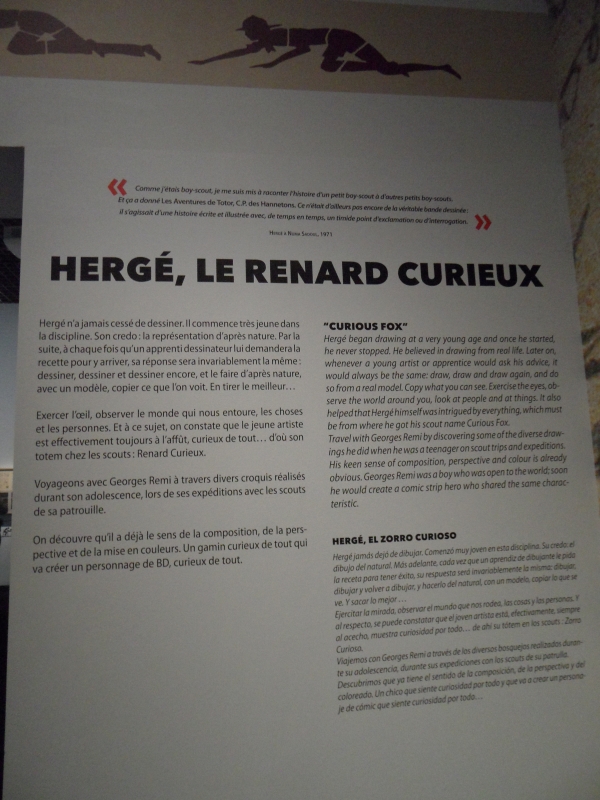 « Comme j'étais boy-scout, je me suis mis à raconter l'histoire d'un petit boy-scout à d'autres petits boy-scouts.
Et ça a donné Les Aventures de Totor, C.P. des Hannetons. Ce n'était d'ailleurs pas encore de la véritable bande dessinée :
il s'agissait d'une histoire écrite et illustrée avec, de temps en temps, un timide point d'exclamation ou d'interrogation. »
Hergé à Numa Sadoul, 1971
HERGÉ, LE RENARD CURIEUX
Hergé n'a jamais cessé de dessiner. Il commence très jeune dans
la discipline. Son credo : la représentation d'après nature. Par la
suite, à chaque fois qu'un apprenti dessinateur lui demandera la
recette pour y arriver, sa réponse sera invariablement la même :
dessiner, dessiner et dessiner encore, et le faire d'après nature,
avec un modèle, copier ce que l'on voit. En tirer le meilleur…
Exercer l'œil, observer le monde qui nous entoure, les choses
et les personnes. Et à ce sujet, on constate que le jeune artiste
est effectivement toujours à l'affût, curieux de tout… d'où son
totem chez les scouts : Renard Curieux.
Voyageons avec Georges Remi à travers divers croquis réalisés
durant son adolescence, lors de ses expéditions avec les scouts
de sa patrouille.
On découvre qu'il a déjà le sens de la composition, de la pers-
pective et de la mise en couleurs. Un gamin curieux de tout qui
va créer un personnage de BD, curieux de tout.
"CURIOUS FOX"
Hergé began drawing at a very young age and once he started,
he never stopped. He believed in drawing from real life. Later on,
whenever a young artist or apprentice would ask his advice, it
would always be the same: draw, draw and draw again, and do
so from a real model. Copy what you can see. Exercise the eyes, ob-
serve the world around you, look at people and at things. It also
helped that Hergé himself was intrigued by everything, which must
be from where he got his scout name Curious Fox.
Travel with Georges Remi by discovering some of the diverse draw-
ings he did when he was a teenager on scout trips and expeditions.
His keen sense of composition, perspective and colour is already
obvious. Georges Remi was a boy who was open to the world; soon
he would create a comic strip hero who shared the same charac-
teristic.
HERGÉ, EL ZORRO CURIOSO
Hergé jamás dejó de dibujar. Comenzó muy joven en esta disciplina. Su credo: el
dibujo del natural. Más adelante, cada vez que un aprendiz de dibujante le pida
la receta para tener éxito, su respuesta será invariablemente la misma: dibujar,
dibujar y volver a dibujar, y hacerlo del natural, con un modelo, copiar lo que se
ve. Y sacar lo mejor…
Ejercitar la mirada, observar el mundo que nos rodea, las cosas y las personas. Y
al respecto, se puede constatar que el joven artista está, efectivamente, siempre
al acecho, muestra curiosidad por todo… de ahí su tótem en los scouts : Zorro
Curioso.
Viajemos con Georges Remi a través de los diversos bosquejos realizados duran-
te su adolescencia, durante sus expediciones con los scouts de su patrulla.
Descubrimos que ya tiene el sentido de la composición, de la perspectiva y del
coloreado. Un chico que siente curiosidad por todo y que va a crear un persona-
je de cómic que siente curiosidad por todo…